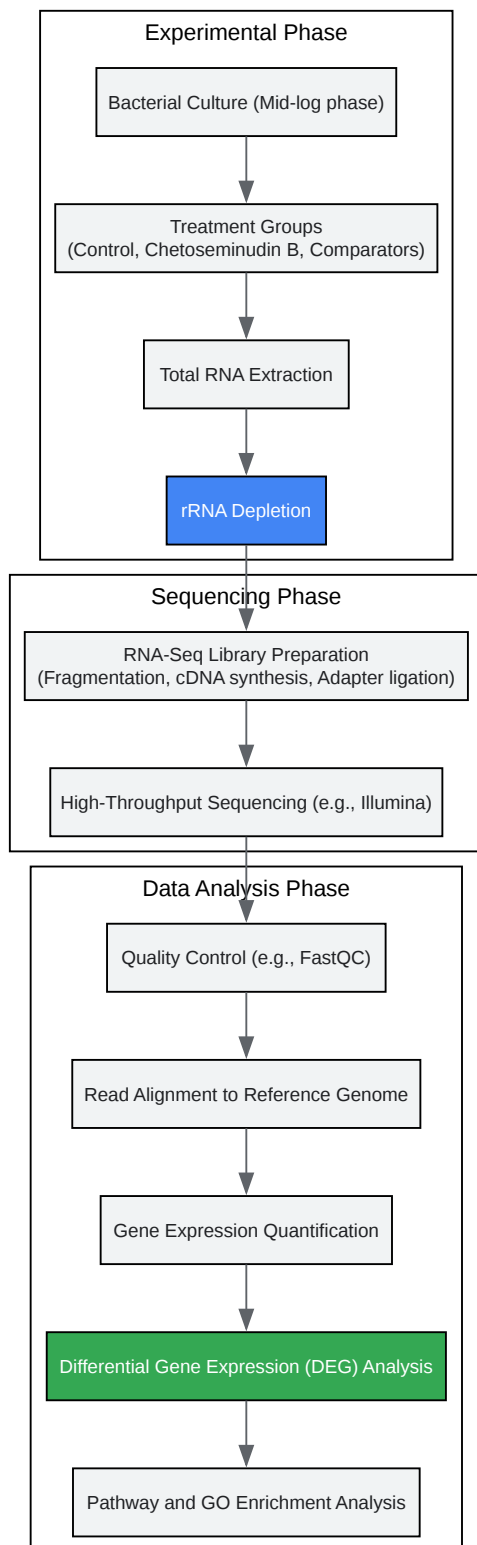 Experimental Phase
Bacterial Culture (Mid-log phase)
Treatment Groups
(Control, Chetoseminudin B, Comparators)
Total RNA Extraction
rRNA Depletion
Sequencing Phase
RNA-Seq Library Preparation
(Fragmentation, cDNA synthesis, Adapter ligation)
High-Throughput Sequencing (e.g., Illumina)
Data Analysis Phase
Quality Control (e.g., FastQC)
Read Alignment to Reference Genome
Gene Expression Quantification
Differential Gene Expression (DEG) Analysis
Pathway and GO Enrichment Analysis